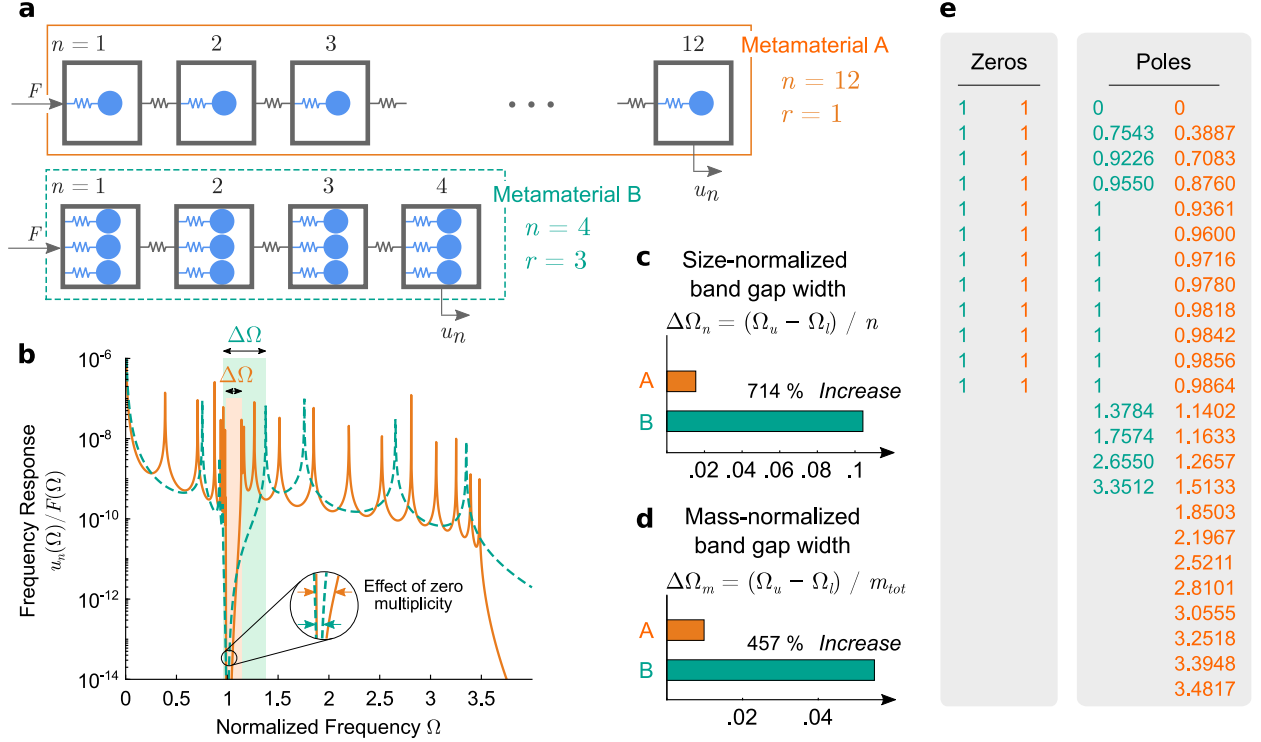 a
n = 1
2
3
12
F
u_n
Metamaterial A
n = 12
r = 1
n = 1
2
3
4
F
u_n
Metamaterial B
n = 4
r = 3
b
ΔΩ
ΔΩ
Frequency Response
u_n(Ω) / F(Ω)
10^-6
10^-8
10^-10
10^-12
10^-14
Effect of zero
multiplicity
0 0.5 1 1.5 2 2.5 3 3.5
Normalized Frequency Ω
c
Size-normalized
band gap width
ΔΩ_n = (Ω_u − Ω_l) / n
A
714 % Increase
B
.02 .04 .06 .08 .1
d
Mass-normalized
band gap width
ΔΩ_m = (Ω_u − Ω_l) / m_tot
A
457 % Increase
B
.02 .04
e
Zeros
1 1
1 1
1 1
1 1
1 1
1 1
1 1
1 1
1 1
1 1
1 1
1 1
Poles
0 0
0.7543 0.3887
0.9226 0.7083
0.9550 0.8760
1 0.9361
1 0.9600
1 0.9716
1 0.9780
1 0.9818
1 0.9842
1 0.9856
1 0.9864
1.3784 1.1402
1.7574 1.1633
2.6550 1.2657
3.3512 1.5133
1.8503
2.1967
2.5211
2.8101
3.0555
3.2518
3.3948
3.4817